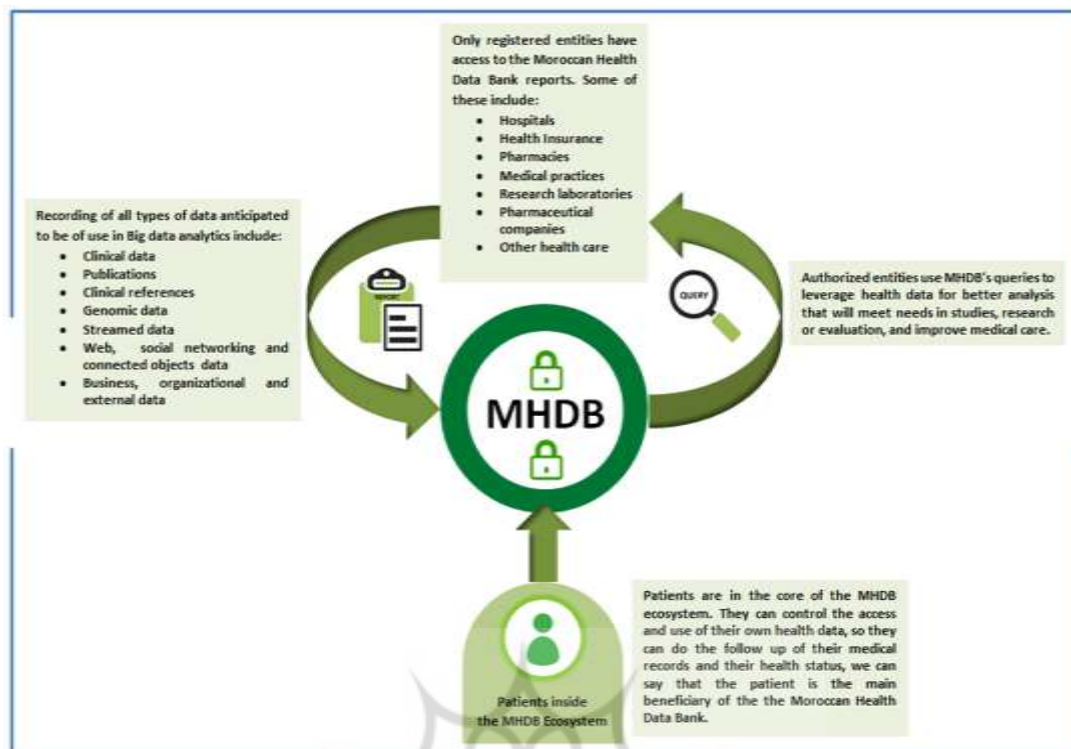 Only registered entities have
access to the Moroccan Health
Data Bank reports. Some of
these include:
• Hospitals
• Health Insurance
• Pharmacies
• Medical practices
• Research laboratories
• Pharmaceutical
companies
• Other health care
Recording of all types of data anticipated
to be of use in Big data analytics include:
• Clinical data
• Publications
• Clinical references
• Genomic data
• Streamed data
• Web, social networking and
connected objects data
• Business, organizational and
external data
REPORT
QUERY
Authorized entities use MHDB's queries to
leverage health data for better analysis
that will meet needs in studies, research
or evaluation, and improve medical care.
MHDB
Patients are in the core of the MHDB
ecosystem. They can control the access
and use of their own health data, so they
can do the follow up of their medical
records and their health status, we can
say that the patient is the main
beneficiary of the the Moroccan Health
Data Bank.
Patients inside
the MHDB Ecosystem